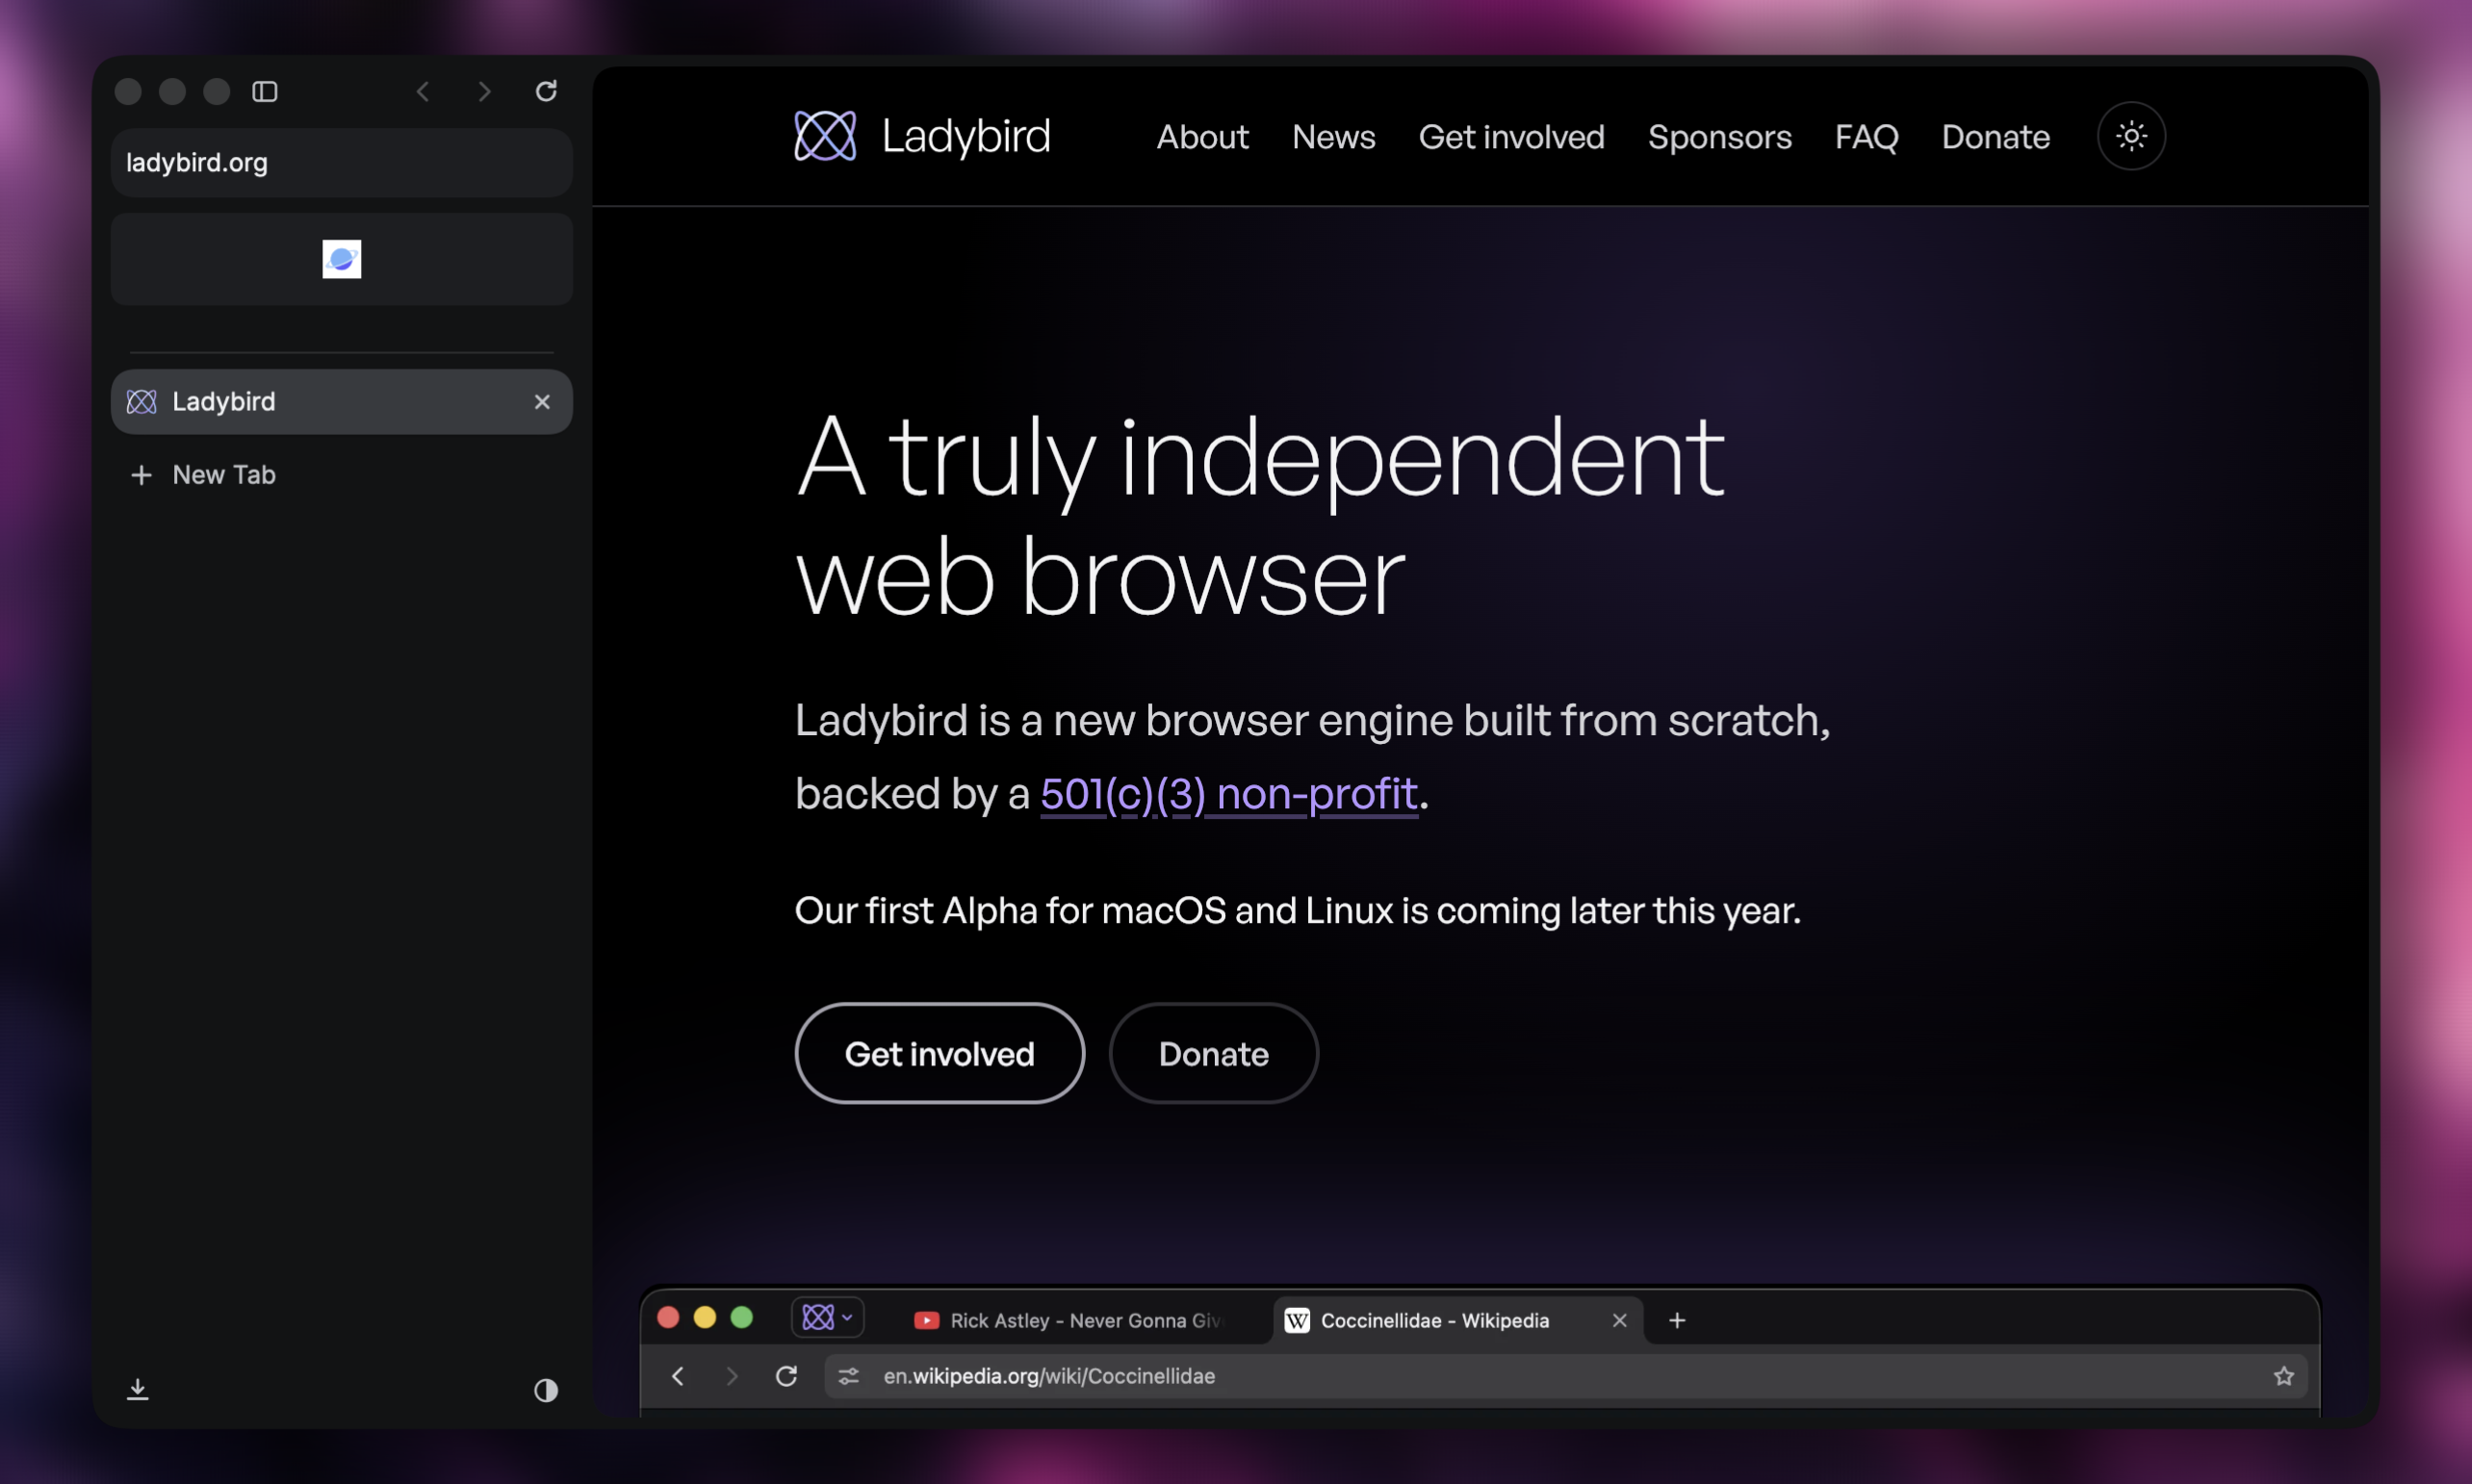 ladybird.org
Ladybird
New Tab
Ladybird
About
News
Get involved
Sponsors
FAQ
Donate
A truly independent
web browser
Ladybird is a new browser engine built from scratch,
backed by a 501(c)(3) non-profit.
Our first Alpha for macOS and Linux is coming later this year.
Get involved
Donate
Rick Astley - Never Gonna Giv
Coccinellidae - Wikipedia
en.wikipedia.org/wiki/Coccinellidae